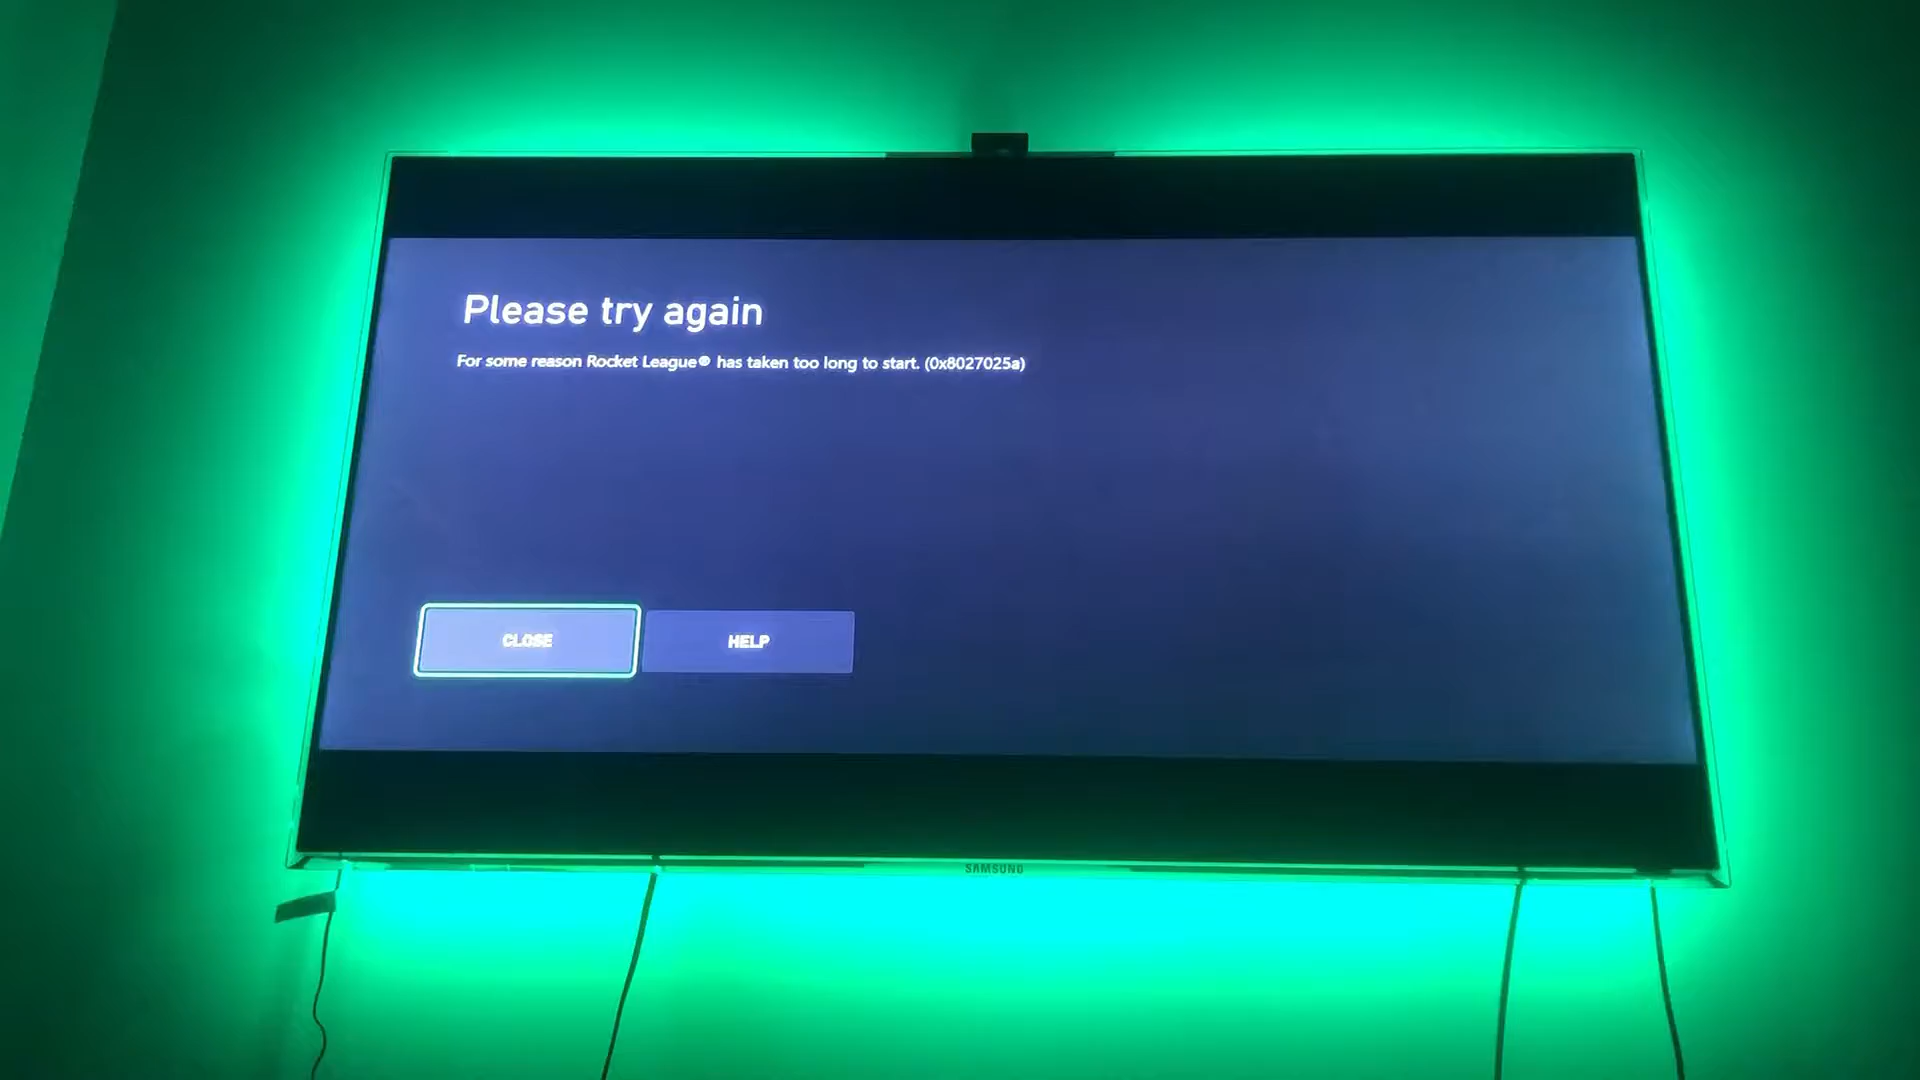 Please try again
For some reason Rocket League® has taken too long to start. (0x8027025a)
CLOSE
HELP
SAMSUNG